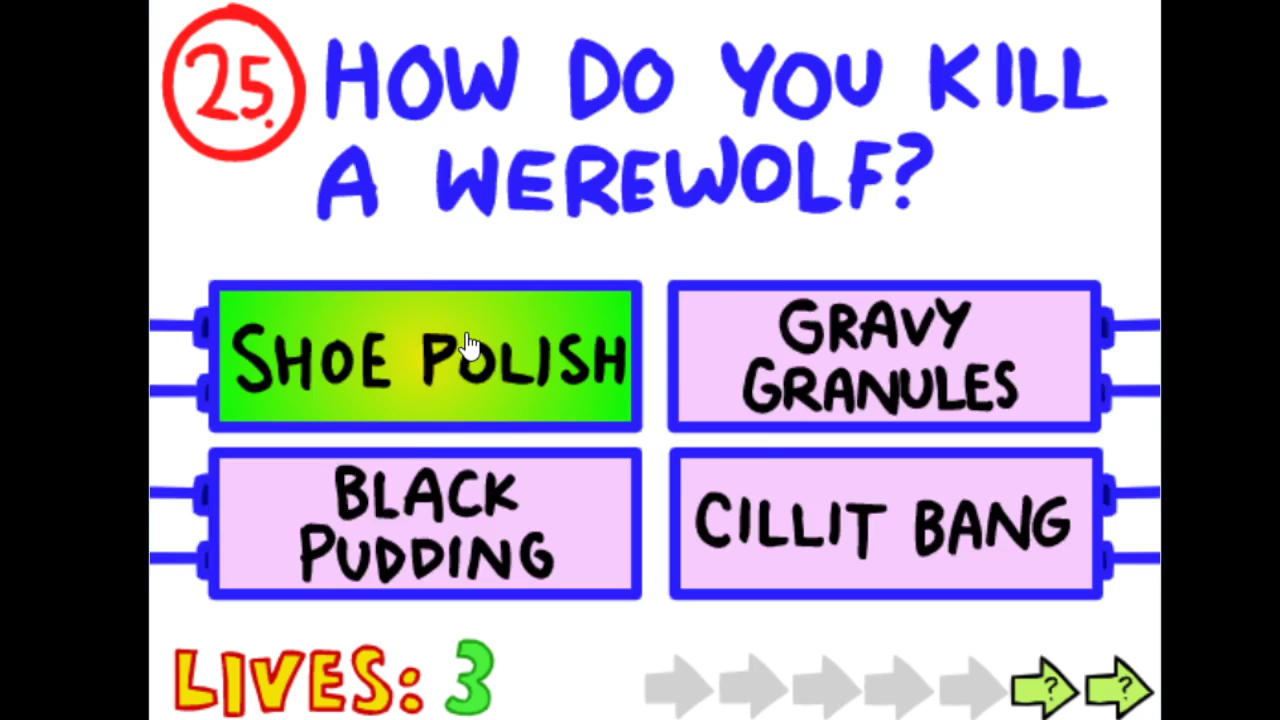 25.
HOW DO YOU KILL
A WEREWOLF?
SHOE POLISH
GRAVY
GRANULES
BLACK
PUDDING
CILLIT BANG
LIVES: 3
? ?